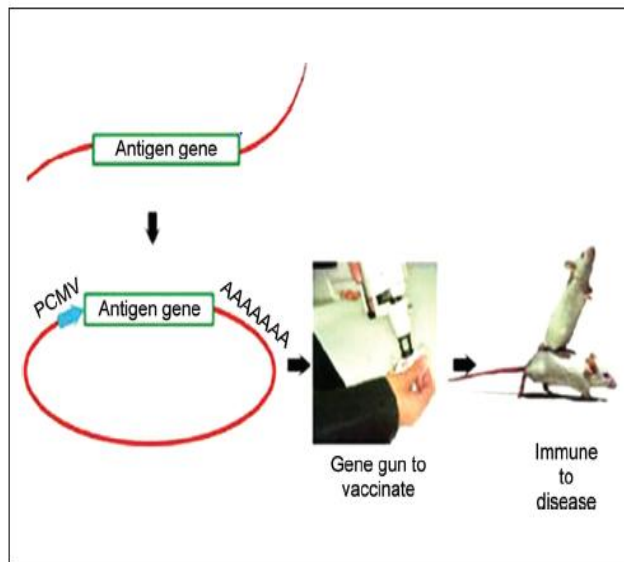 Antigen gene
PCMV
Antigen gene
AAAAAAA
Gene gun to
vaccinate
Immune
to
disease